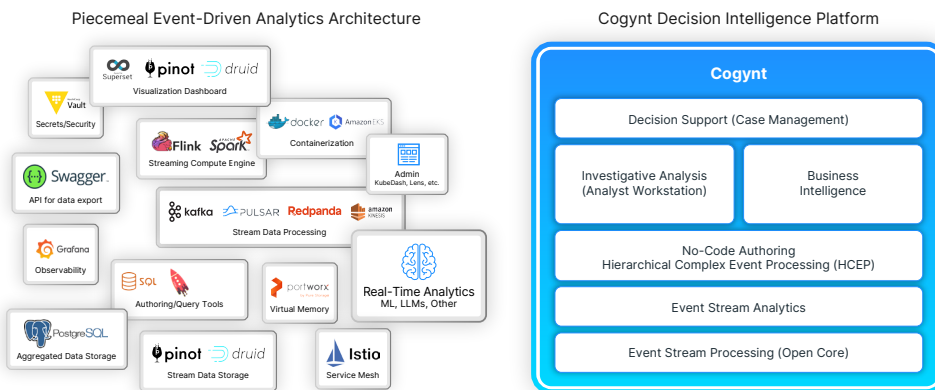 Piecemeal Event-Driven Analytics Architecture
Superset
pinot
druid
Visualization Dashboard
Vault
Secrets/Security
Flink
APACHE
Spark
Streaming Compute Engine
docker
Amazon EKS
Containerization
Admin
KubeDash, Lens, etc.
Swagger
API for data export
kafka
PULSAR
Redpanda
amazon
KINESIS
Stream Data Processing
Grafana
Observability
SQL
Authoring/Query Tools
portworx
Virtual Memory
Real-Time Analytics
ML, LLMs, Other
PostgreSQL
Aggregated Data Storage
pinot
druid
Stream Data Storage
Istio
Service Mesh
Cogynt Decision Intelligence Platform
Cogynt
Decision Support (Case Management)
Investigative Analysis
(Analyst Workstation)
Business
Intelligence
No-Code Authoring
Hierarchical Complex Event Processing (HCEP)
Event Stream Analytics
Event Stream Processing (Open Core)